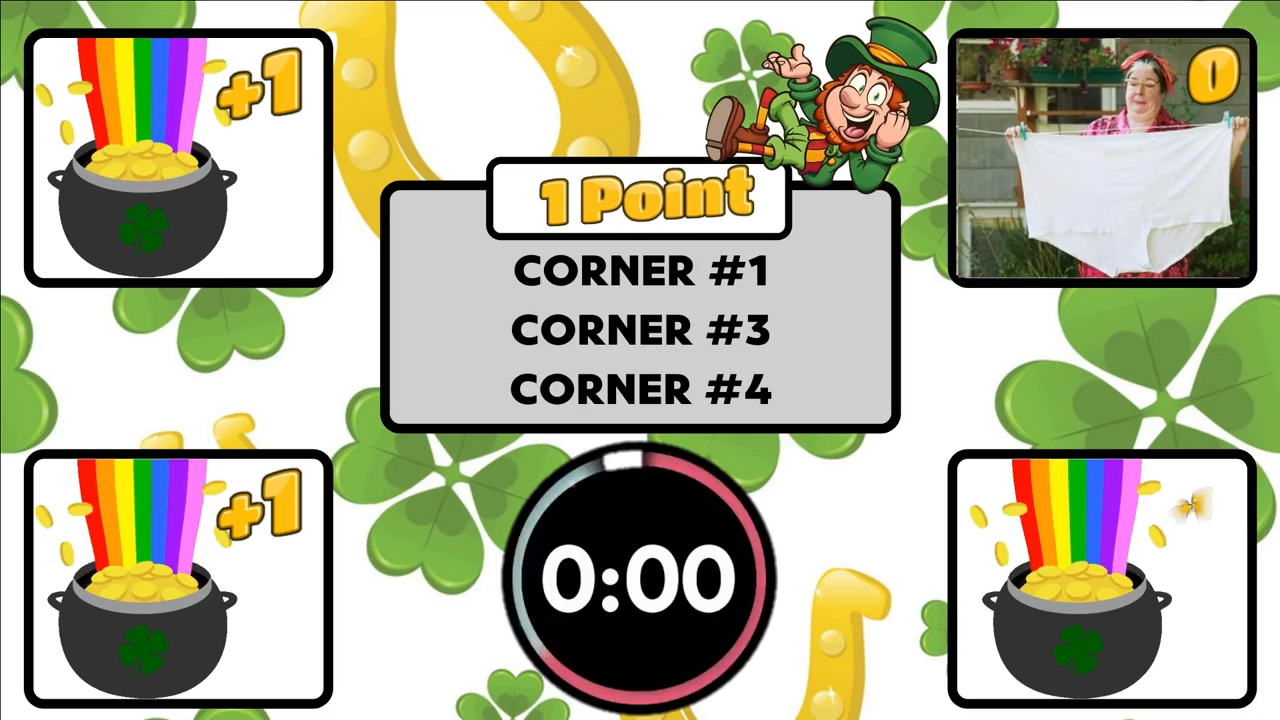 +1
0
1 Point
CORNER #1
CORNER #3
CORNER #4
+1
0:00